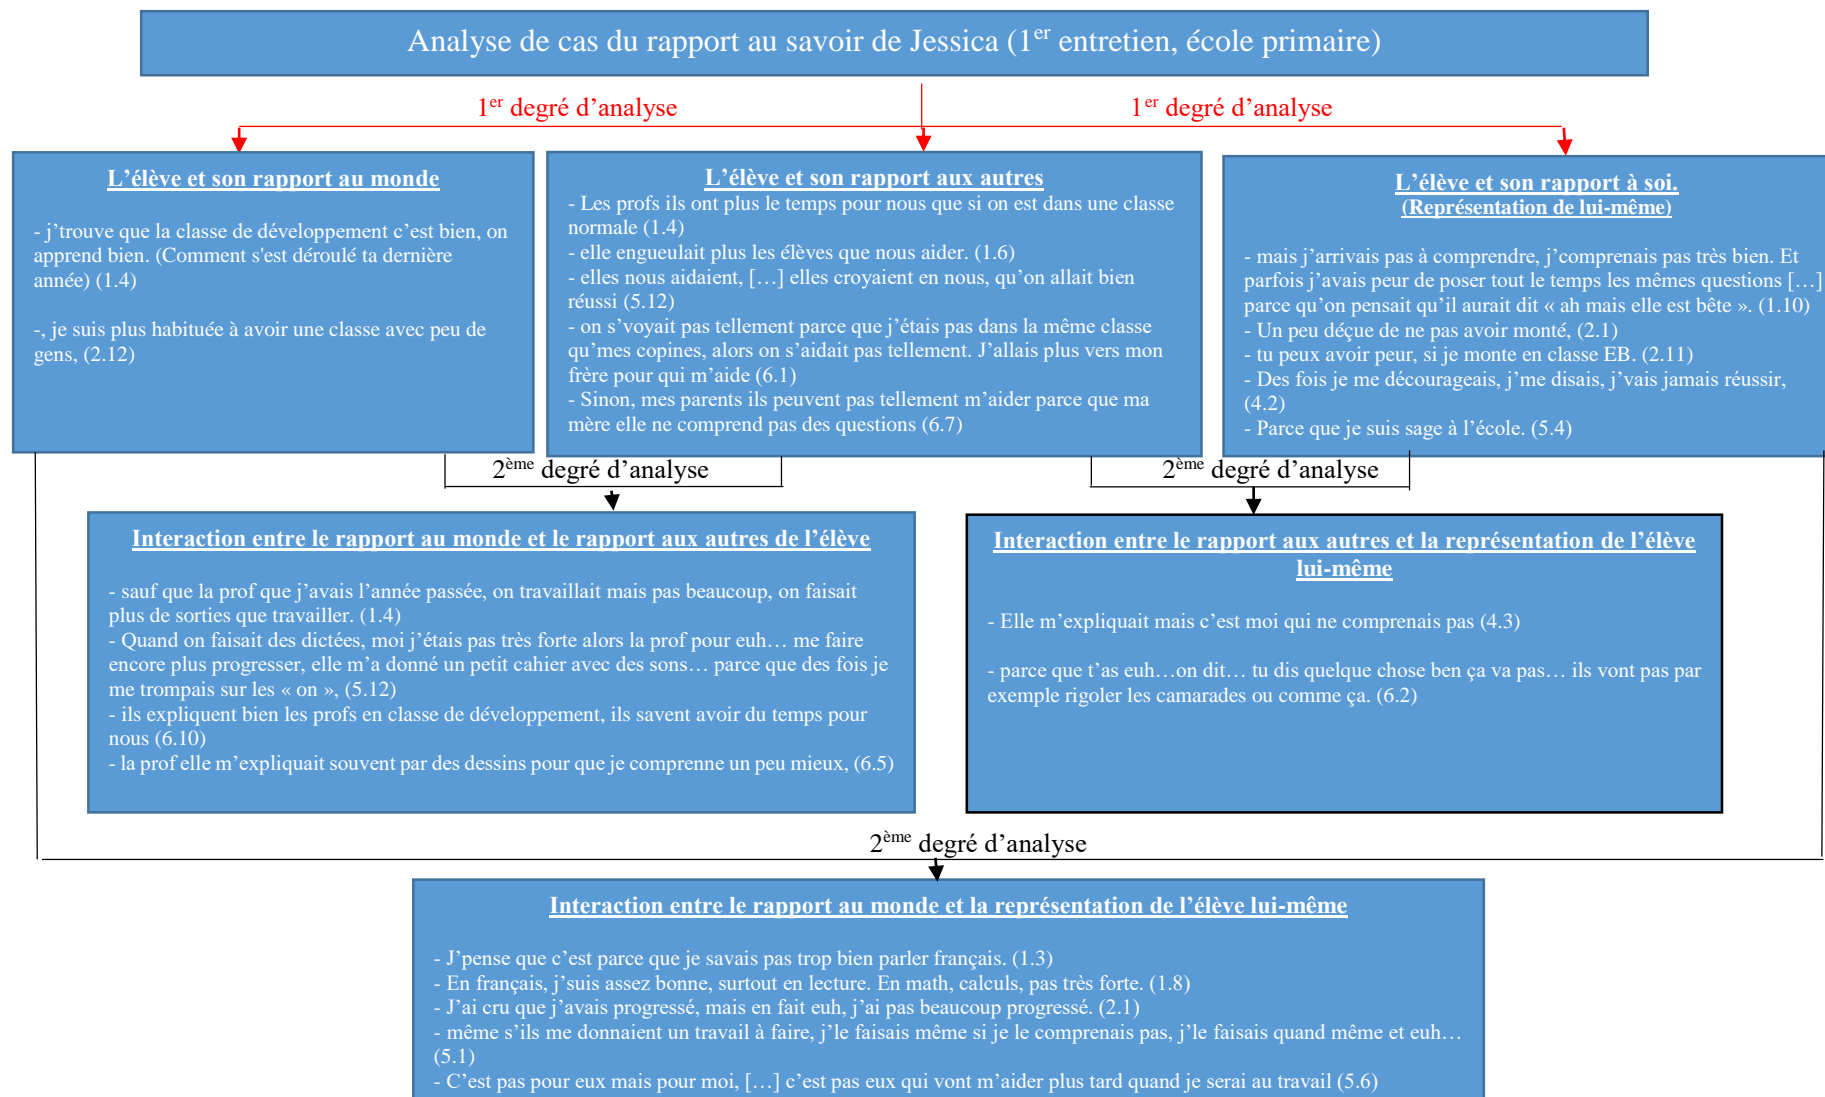 Analyse de cas du rapport au savoir de Jessica (1er entretien, école primaire)
1er degré d’analyse
1er degré d’analyse
L’élève et son rapport au monde
- j’trouve que la classe de développement c’est bien, on
apprend bien. (Comment s'est déroulé ta dernière
année) (1.4)
-, je suis plus habituée à avoir une classe avec peu de
gens, (2.12)
L’élève et son rapport aux autres
- Les profs ils ont plus le temps pour nous que si on est dans une classe
normale (1.4)
- elle engueulait plus les élèves que nous aider. (1.6)
- elles nous aidaient, […] elles croyaient en nous, qu’on allait bien
réussi (5.12)
- on s’voyait pas tellement parce que j’étais pas dans la même classe
qu’mes copines, alors on s’aidait pas tellement. J’allais plus vers mon
frère pour qui m’aide (6.1)
- Sinon, mes parents ils peuvent pas tellement m’aider parce que ma
mère elle ne comprend pas des questions (6.7)
L’élève et son rapport à soi.
(Représentation de lui-même)
- mais j’arrivais pas à comprendre, j’comprenais pas très bien. Et
parfois j’avais peur de poser tout le temps les mêmes questions […]
parce qu’on pensait qu’il aurait dit « ah mais elle est bête ». (1.10)
- Un peu déçue de ne pas avoir monté, (2.1)
- tu peux avoir peur, si je monte en classe EB. (2.11)
- Des fois je me décourageais, j’me disais, j’vais jamais réussir,
(4.2)
- Parce que je suis sage à l’école. (5.4)
2ème degré d’analyse
2ème degré d’analyse
Interaction entre le rapport au monde et le rapport aux autres de l’élève
- sauf que la prof que j’avais l’année passée, on travaillait mais pas beaucoup, on faisait
plus de sorties que travailler. (1.4)
- Quand on faisait des dictées, moi j’étais pas très forte alors la prof pour euh… me faire
encore plus progresser, elle m’a donné un petit cahier avec des sons… parce que des fois je
me trompais sur les « on », (5.12)
- ils expliquent bien les profs en classe de développement, ils savent avoir du temps pour
nous (6.10)
- la prof elle m’expliquait souvent par des dessins pour que je comprenne un peu mieux, (6.5)
Interaction entre le rapport aux autres et la représentation de l’élève
lui-même
- Elle m’expliquait mais c’est moi qui ne comprenais pas (4.3)
- parce que t’as euh…on dit… tu dis quelque chose ben ça va pas… ils vont pas par
exemple rigoler les camarades ou comme ça. (6.2)
2ème degré d’analyse
Interaction entre le rapport au monde et la représentation de l’élève lui-même
- J’pense que c’est parce que je savais pas trop bien parler français. (1.3)
- En français, j’suis assez bonne, surtout en lecture. En math, calculs, pas très forte. (1.8)
- J’ai cru que j’avais progressé, mais en fait euh, j’ai pas beaucoup progressé. (2.1)
- même s’ils me donnaient un travail à faire, j’le faisais même si je le comprenais pas, j’le faisais quand même et euh…
(5.1)
- C’est pas pour eux mais pour moi, […] c’est pas eux qui vont m’aider plus tard quand je serai au travail (5.6)